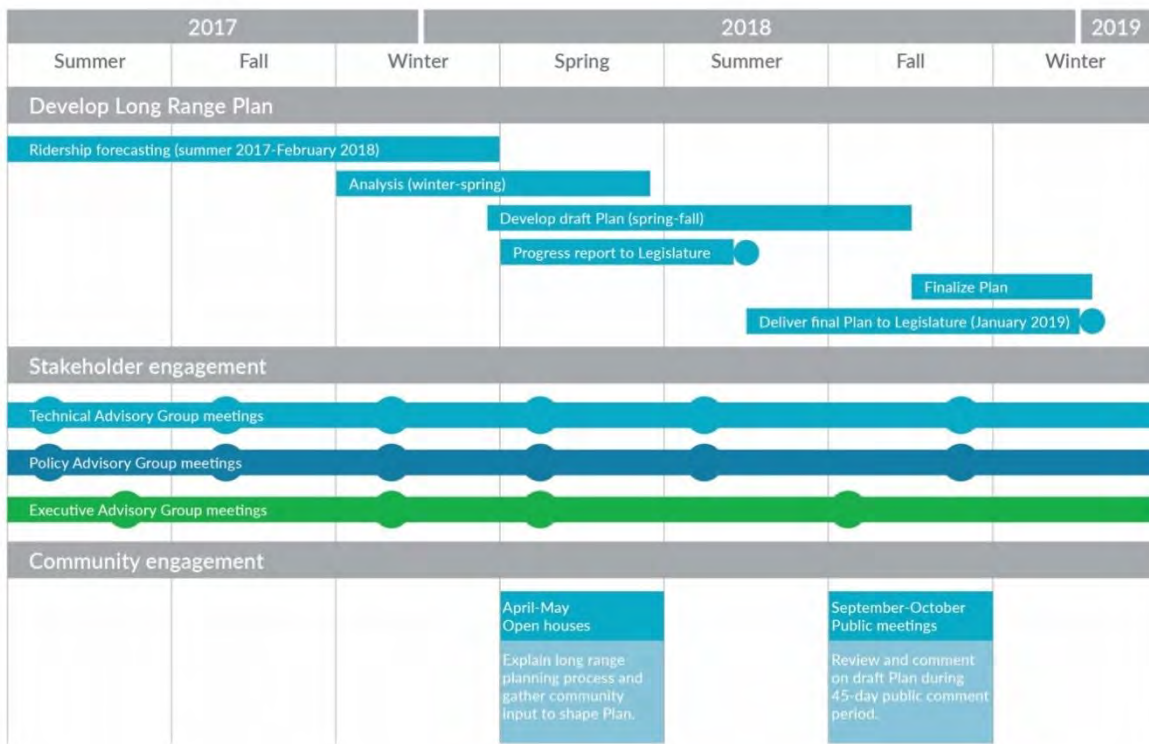 2017 2018 2019
Summer Fall Winter Spring Summer Fall Winter
Develop Long Range Plan
Ridership forecasting (summer 2017-February 2018)
Analysis (winter-spring)
Develop draft Plan (spring-fall)
Progress report to Legislature
Finalize Plan
Deliver final Plan to Legislature (January 2019)
Stakeholder engagement
Technical Advisory Group meetings
Policy Advisory Group meetings
Executive Advisory Group meetings
Community engagement
April-May
Open houses
Explain long range
planning process and
gather community
input to shape Plan.
September-October
Public meetings
Review and comment
on draft Plan during
45-day public comment
period.